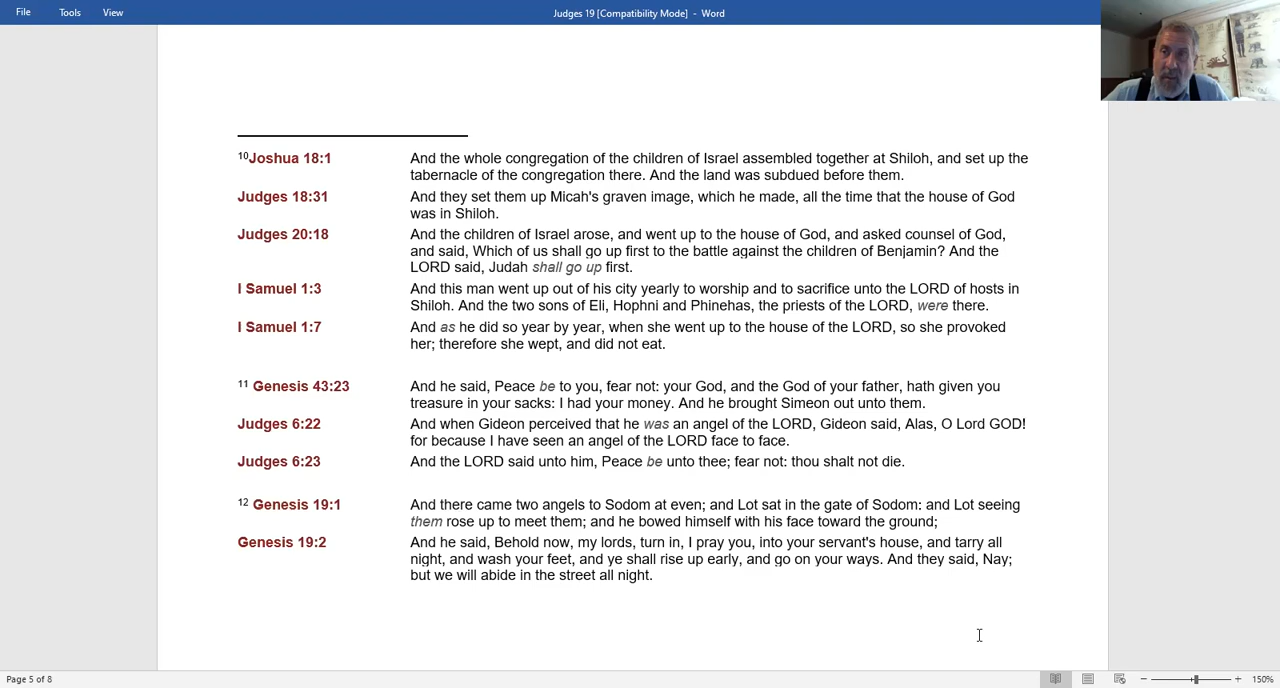 File Tools View Judges 19 [Compatibility Mode] - Word
10Joshua 18:1 And the whole congregation of the children of Israel assembled together at Shiloh, and set up the
tabernacle of the congregation there. And the land was subdued before them.
Judges 18:31 And they set them up Micah's graven image, which he made, all the time that the house of God
was in Shiloh.
Judges 20:18 And the children of Israel arose, and went up to the house of God, and asked counsel of God,
and said, Which of us shall go up first to the battle against the children of Benjamin? And the
LORD said, Judah shall go up first.
I Samuel 1:3 And this man went up out of his city yearly to worship and to sacrifice unto the LORD of hosts in
Shiloh. And the two sons of Eli, Hophni and Phinehas, the priests of the LORD, were there.
I Samuel 1:7 And as he did so year by year, when she went up to the house of the LORD, so she provoked
her; therefore she wept, and did not eat.
11 Genesis 43:23 And he said, Peace be to you, fear not: your God, and the God of your father, hath given you
treasure in your sacks: I had your money. And he brought Simeon out unto them.
Judges 6:22 And when Gideon perceived that he was an angel of the LORD, Gideon said, Alas, O Lord GOD!
for because I have seen an angel of the LORD face to face.
Judges 6:23 And the LORD said unto him, Peace be unto thee; fear not: thou shalt not die.
12 Genesis 19:1 And there came two angels to Sodom at even; and Lot sat in the gate of Sodom: and Lot seeing
them rose up to meet them; and he bowed himself with his face toward the ground;
Genesis 19:2 And he said, Behold now, my lords, turn in, I pray you, into your servant's house, and tarry all
night, and wash your feet, and ye shall rise up early, and go on your ways. And they said, Nay;
but we will abide in the street all night.
Page 5 of 8 150%